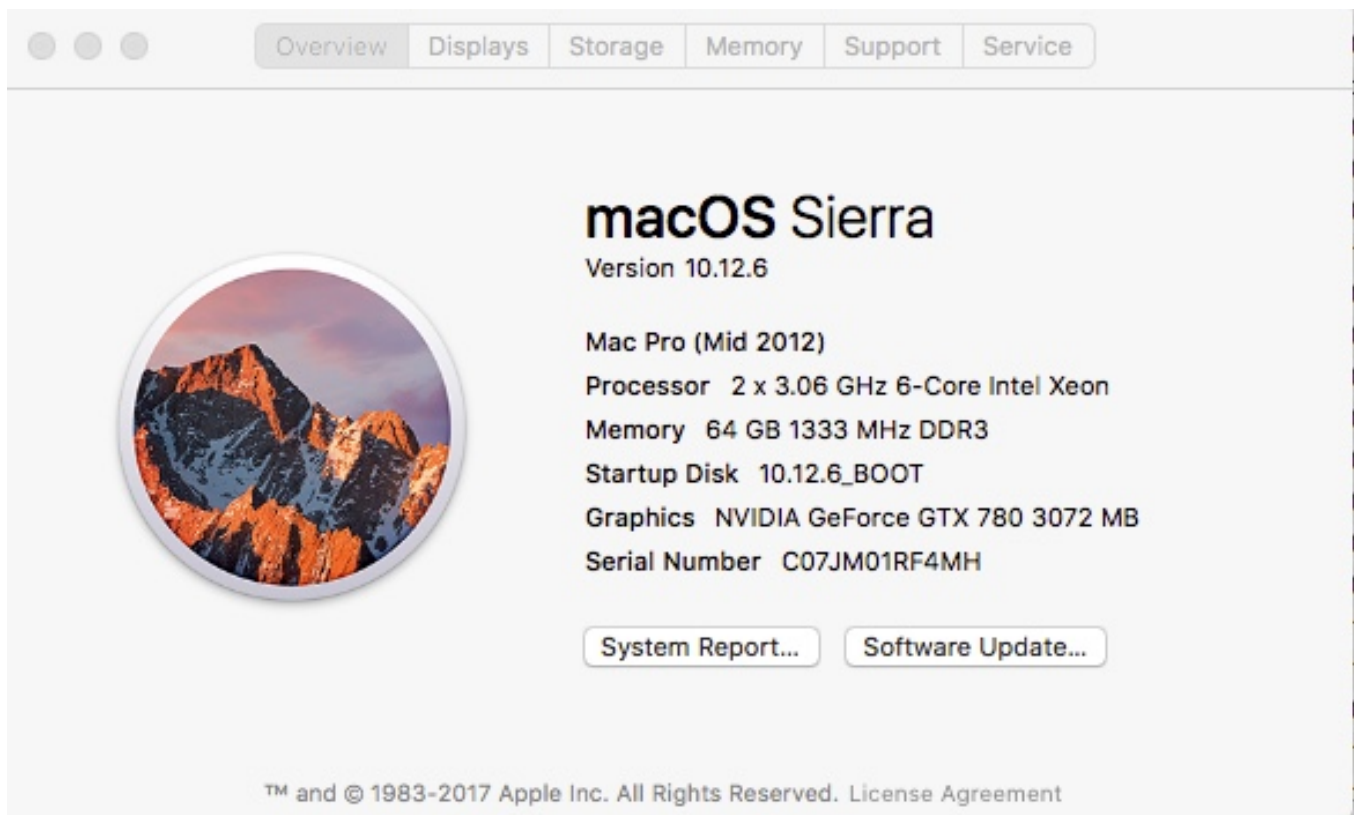 Overview Displays Storage Memory Support Service
macOS Sierra
Version 10.12.6
Mac Pro (Mid 2012)
Processor 2 x 3.06 GHz 6-Core Intel Xeon
Memory 64 GB 1333 MHz DDR3
Startup Disk 10.12.6_BOOT
Graphics NVIDIA GeForce GTX 780 3072 MB
Serial Number C07JM01RF4MH
System Report... Software Update...
™ and © 1983-2017 Apple Inc. All Rights Reserved. License Agreement